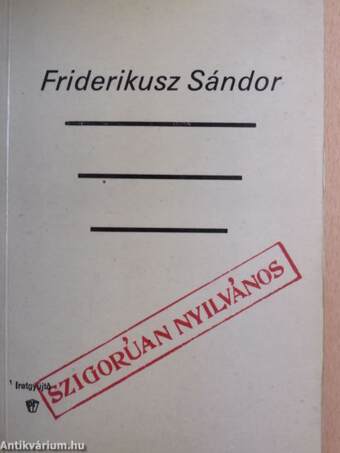 Friderikusz Sándor
SZIGORÚAN NYILVÁNOS
Iratgyűjtő
Antikvárium.hu